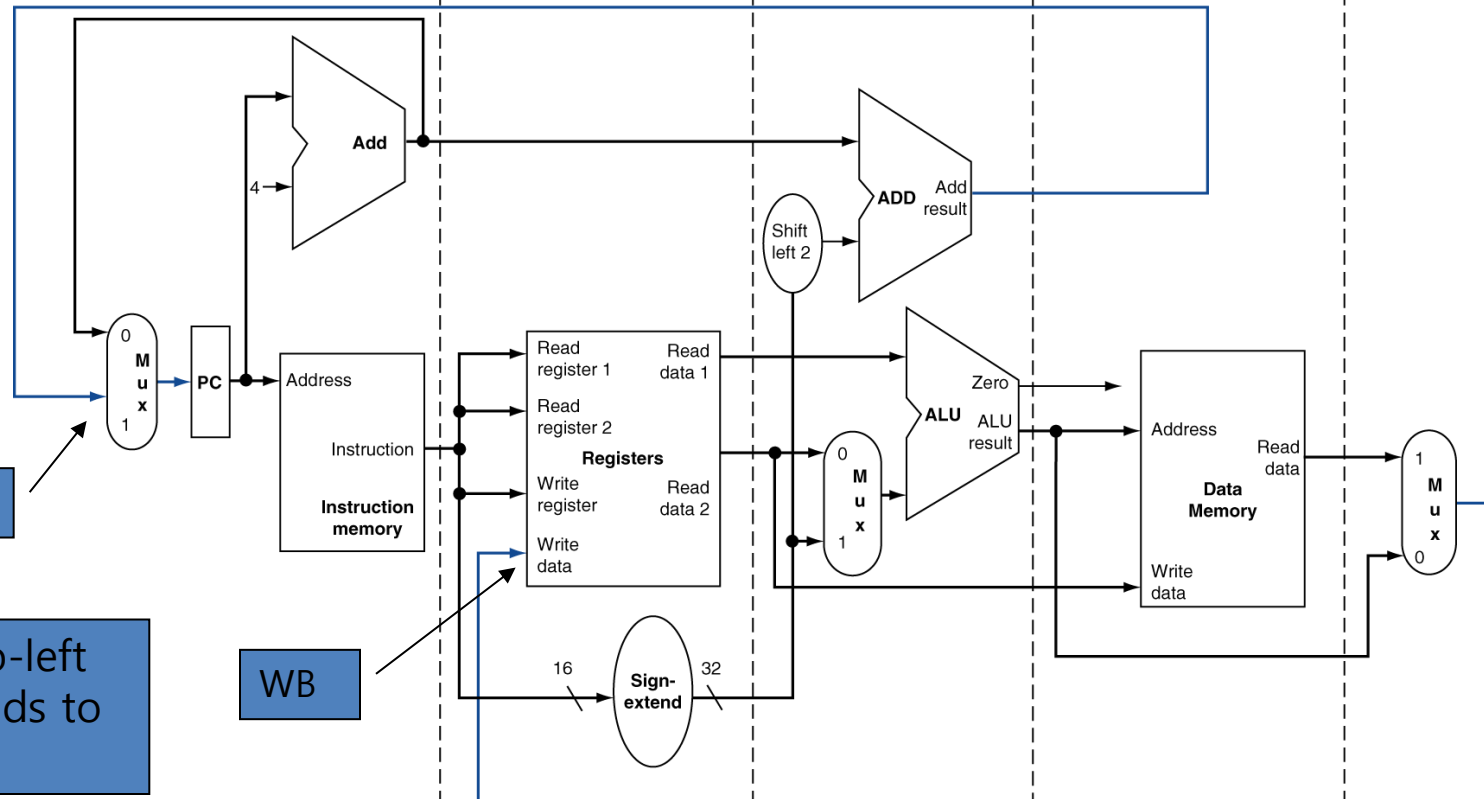 Add
4
ADD
Add
result
Shift
left 2
0
M
u
x
1
PC
Address
Instruction
Instruction
memory
Read
register 1
Read
register 2
Write
register
Write
data
Registers
Read
data 1
Read
data 2
0
M
u
x
1
Zero
ALU
ALU
result
Address
Read
data
Data
Memory
Write
data
1
M
u
x
0
16
Sign-
extend
32
WB
-left
to